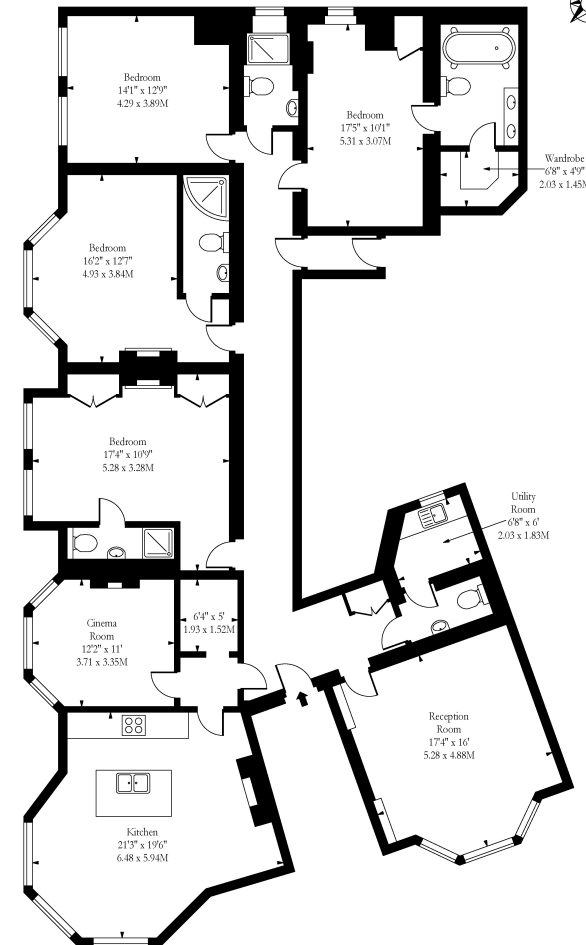 Bedroom
14'1" x 12'9"
4.29 x 3.89M
Bedroom
17'5" x 10'1"
5.31 x 3.07M
Wardrobe
6'8" x 4'9"
2.03 x 1.45M
Bedroom
16'2" x 12'7"
4.93 x 3.84M
Bedroom
17'4" x 10'9"
5.28 x 3.28M
Utility
Room
6'8" x 6'
2.03 x 1.83M
6'4" x 5'
1.93 x 1.52M
Cinema
Room
12'2" x 11'
3.71 x 3.35M
Reception
Room
17'4" x 16'
5.28 x 4.88M
Kitchen
21'3" x 19'6"
6.48 x 5.94M